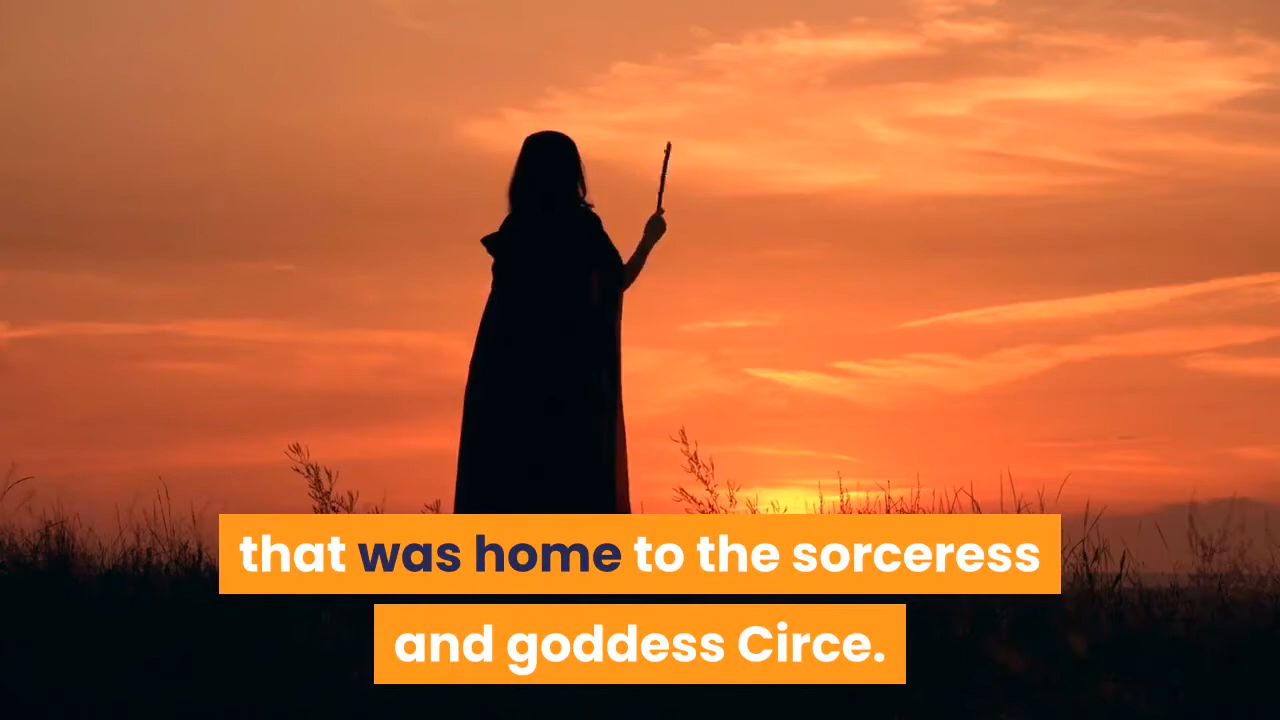 that was home to the sorceress
and goddess Circe.